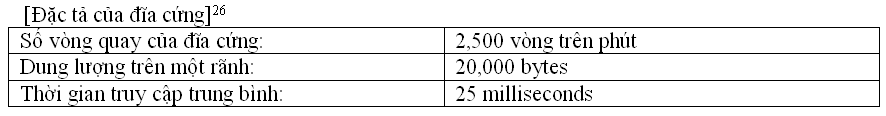 [Đặc tả của đĩa cứng]26
Số vòng quay của đĩa cứng: 2,500 vòng trên phút
Dung lượng trên một rãnh: 20,000 bytes
Thời gian truy cập trung bình: 25 milliseconds